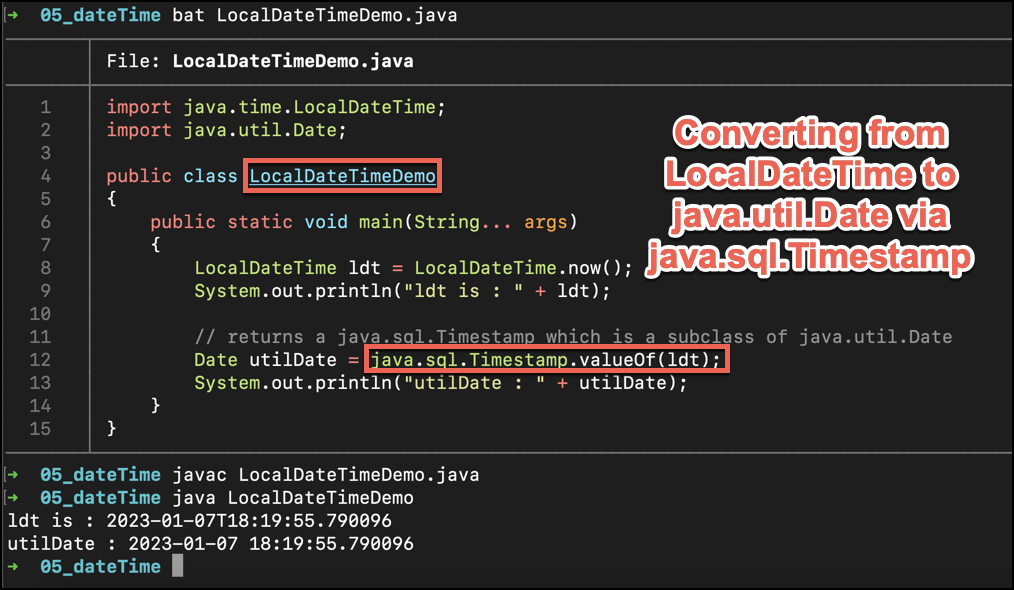 → 05_dateTime bat LocalDateTimeDemo.java
File: LocalDateTimeDemo.java
1 import java.time.LocalDateTime;
2 import java.util.Date;
3
4 public class LocalDateTimeDemo
5 {
6 public static void main(String... args)
7 {
8 LocalDateTime ldt = LocalDateTime.now();
9 System.out.println("ldt is : " + ldt);
10
11 // returns a java.sql.Timestamp which is a subclass of java.util.Date
12 Date utilDate = java.sql.Timestamp.valueOf(ldt);
13 System.out.println("utilDate : " + utilDate);
14 }
15 }
Converting from
LocalDateTime to
java.util.Date via
java.sql.Timestamp
→ 05_dateTime javac LocalDateTimeDemo.java
→ 05_dateTime java LocalDateTimeDemo
ldt is : 2023-01-07T18:19:55.790096
utilDate : 2023-01-07 18:19:55.790096
→ 05_dateTime